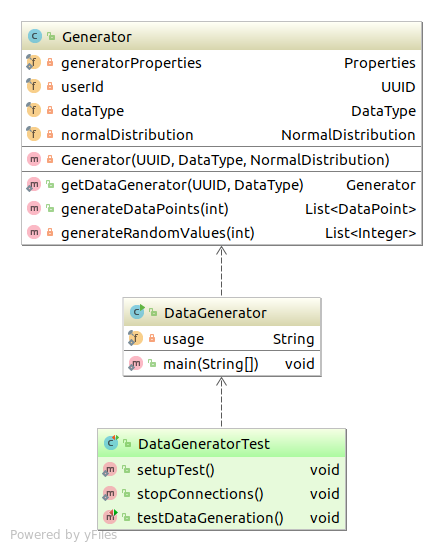 Generator
generatorProperties Properties
userId UUID
dataType DataType
normalDistribution NormalDistribution
Generator(UUID, DataType, NormalDistribution)
getDataGenerator(UUID, DataType) Generator
generateDataPoints(int) List<DataPoint>
generateRandomValues(int) List<Integer>
DataGenerator
usage String
main(String[]) void
DataGeneratorTest
setupTest() void
stopConnections() void
testDataGeneration() void
Powered by yFiles